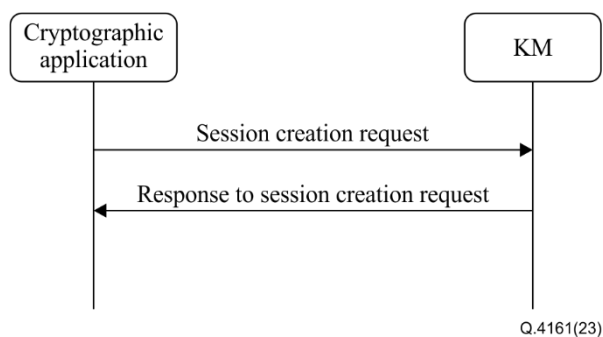 Cryptographic
application
KM
Session creation request
Response to session creation request
Q.4161(23)